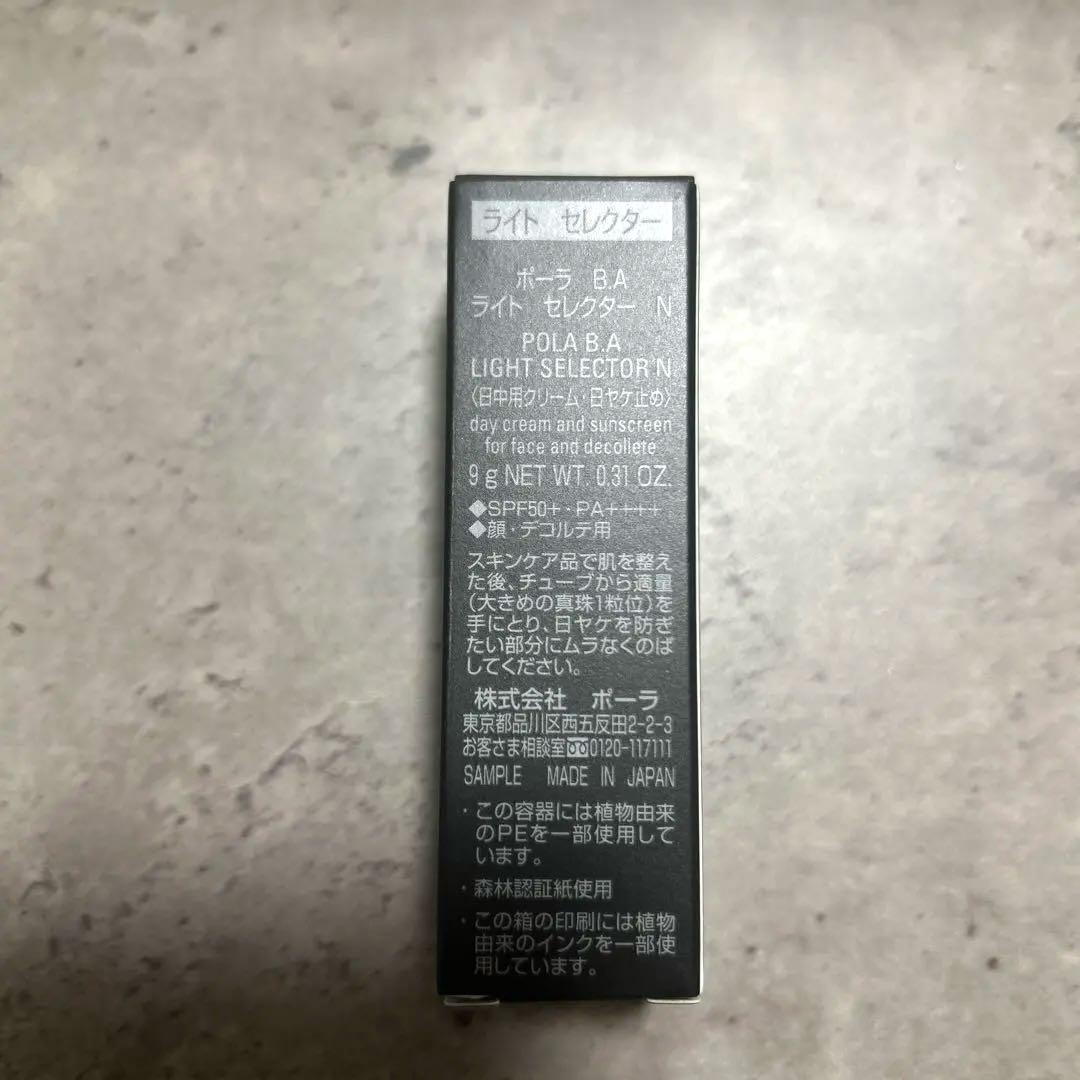 ライト セレクター
ポーラ B.A
ライト セレクター N
POLA B.A
LIGHT SELECTOR N
〈日中用クリーム・日ヤケ止め〉
day cream and sunscreen
for face and decollete
9 g NET WT. 0.31 OZ.
◆SPF50+・PA++++
◆顔・デコルテ用
スキンケア品で肌を整え
た後、チューブから適量
(大きめの真珠1粒位)を
手にとり、日ヤケを防ぎ
たい部分にムラなくのば
してください。
株式会社 ポーラ
東京都品川区西五反田2-2-3
お客さま相談室 0120-117111
SAMPLE MADE IN JAPAN
・この容器には植物由来
のPEを一部使用して
います。
・森林認証紙使用
・この箱の印刷には植物
由来のインクを一部使
用しています。